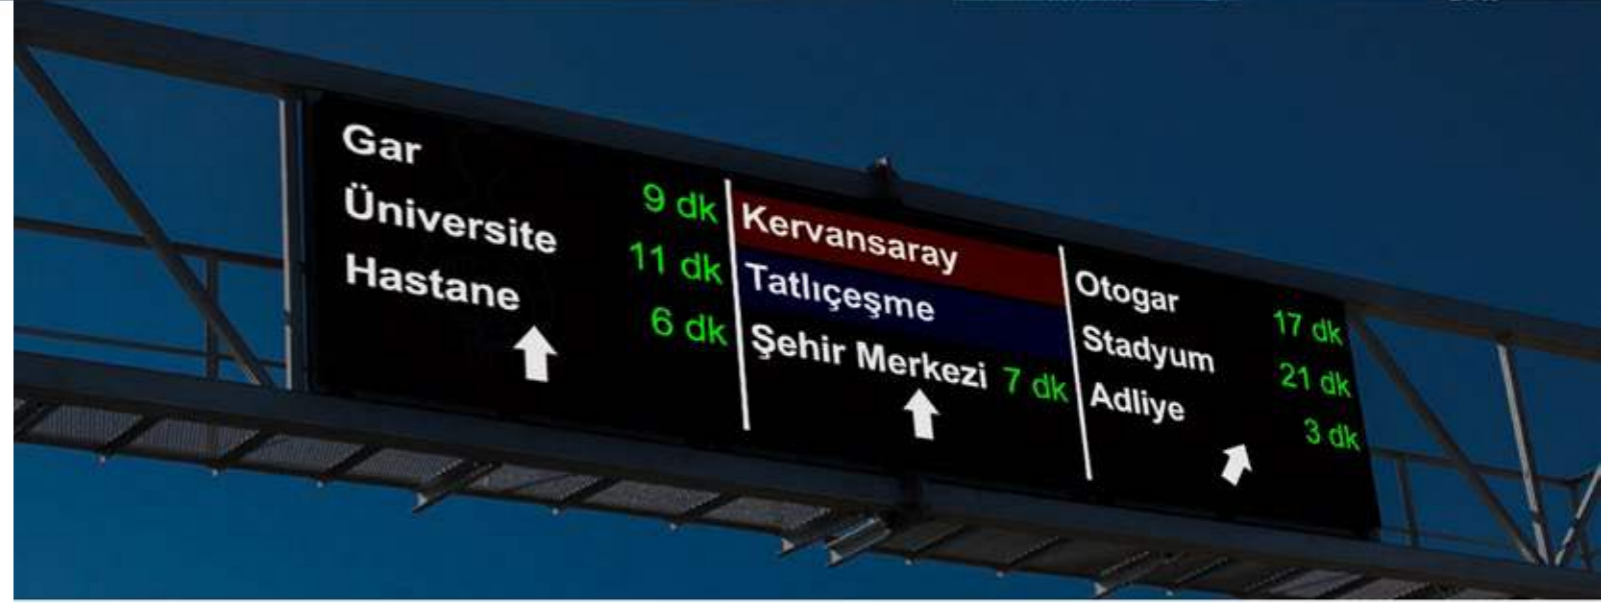 Gar 9 dk
Üniversite 11 dk
Hastane 6 dk
Kervansaray
Tatlıçeşme
Şehir Merkezi 7 dk
Otogar 17 dk
Stadyum 21 dk
Adliye 3 dk